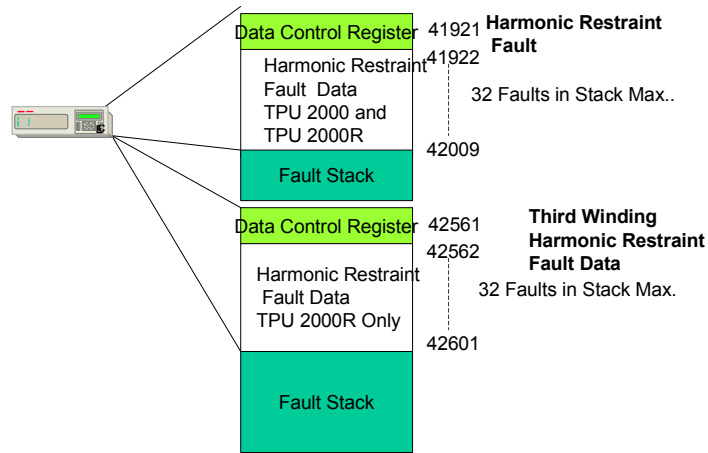 Data Control Register 41921
Harmonic Restraint
Fault
41922
Harmonic Restraint
Fault Data
TPU 2000 and
TPU 2000R
32 Faults in Stack Max..
42009
Fault Stack
Data Control Register 42561
Third Winding
Harmonic Restraint
Fault Data
42562
Harmonic Restraint
Fault Data
TPU 2000R Only
32 Faults in Stack Max.
42601
Fault Stack